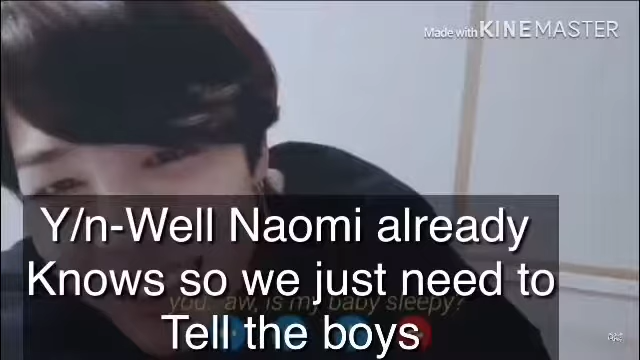 Made with KINEMASTER
Y/n-Well Naomi already
Knows so we just need to
you.. aw, is my baby sleepy?
Tell the boys